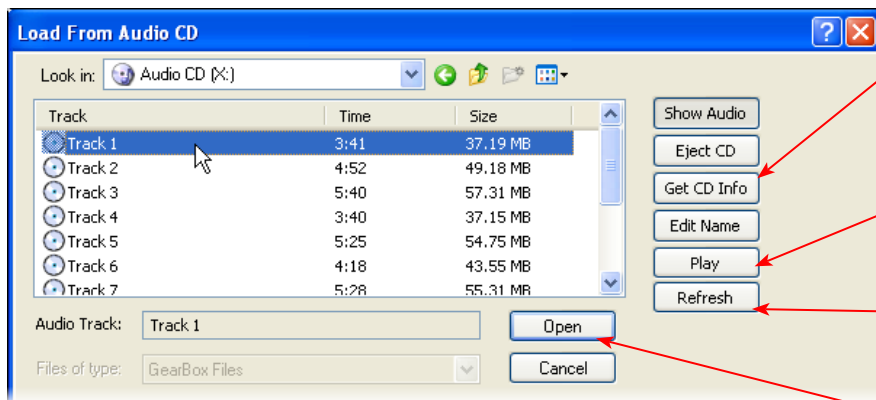 Load From Audio CD
Look in: Audio CD (X:)
Track Time Size
Track 1 3:41 37.19 MB
Track 2 4:52 49.18 MB
Track 3 5:40 57.31 MB
Track 4 3:40 37.15 MB
Track 5 5:25 54.75 MB
Track 6 4:18 43.55 MB
Track 7 5:28 55.31 MB
Show Audio
Eject CD
Get CD Info
Edit Name
Play
Refresh
Audio Track: Track 1 Open
Files of type: GearBox Files Cancel